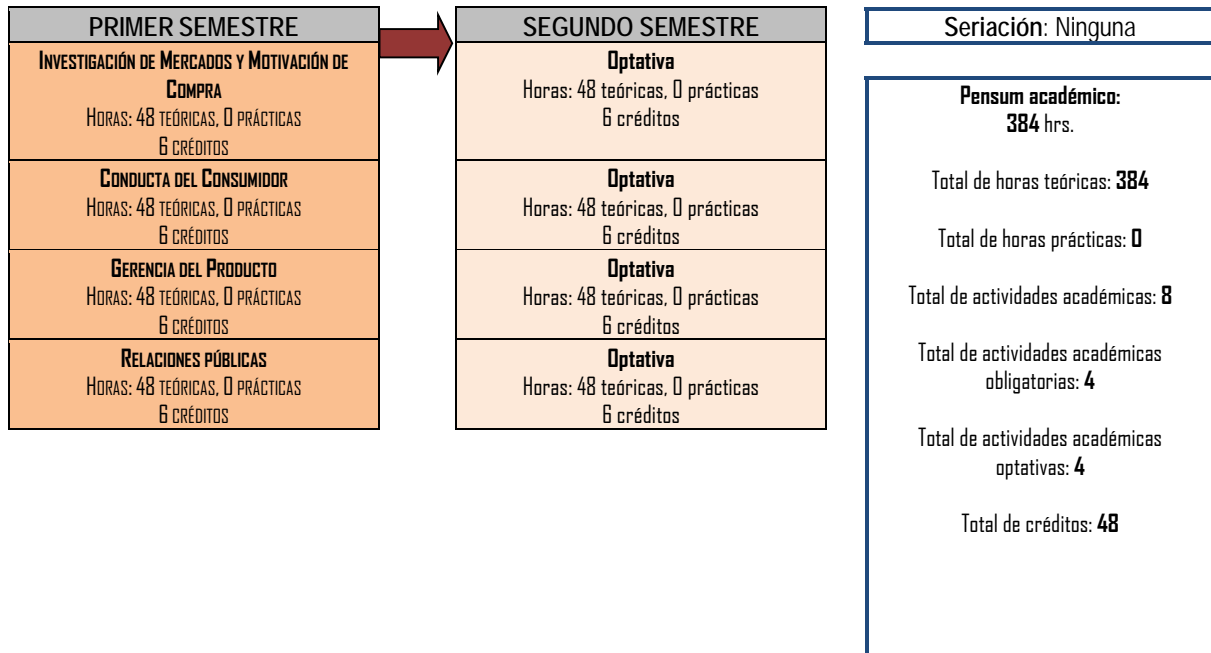 PRIMER SEMESTRE
INVESTIGACIÓN DE MERCADOS Y MOTIVACIÓN DE
COMPRA
HORAS: 48 TEÓRICAS, 0 PRÁCTICAS
6 CRÉDITOS
CONDUCTA DEL CONSUMIDOR
HORAS: 48 TEÓRICAS, 0 PRÁCTICAS
6 CRÉDITOS
GERENCIA DEL PRODUCTO
HORAS: 48 TEÓRICAS, 0 PRÁCTICAS
6 CRÉDITOS
RELACIONES PÚBLICAS
HORAS: 48 TEÓRICAS, 0 PRÁCTICAS
6 CRÉDITOS
SEGUNDO SEMESTRE
Optativa
Horas: 48 teóricas, 0 prácticas
6 créditos
Optativa
Horas: 48 teóricas, 0 prácticas
6 créditos
Optativa
Horas: 48 teóricas, 0 prácticas
6 créditos
Optativa
Horas: 48 teóricas, 0 prácticas
6 créditos
Seriación: Ninguna
Pensum académico:
384 hrs.
Total de horas teóricas: 384
Total de horas prácticas: 0
Total de actividades académicas: 8
Total de actividades académicas
obligatorias: 4
Total de actividades académicas
optativas: 4
Total de créditos: 48